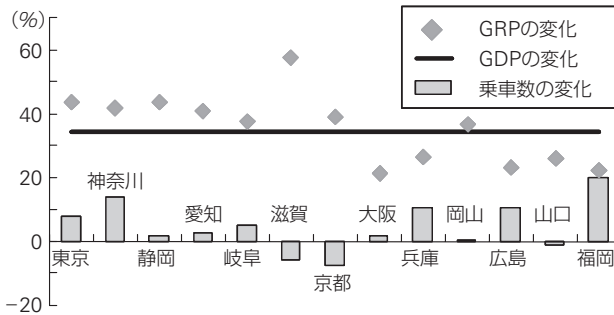 (%)
60
40
20
0
−20
GRPの変化
GDPの変化
乗車数の変化
神奈川
愛知
滋賀
大阪
岡山
山口
東京
静岡
岐阜
京都
兵庫
広島
福岡